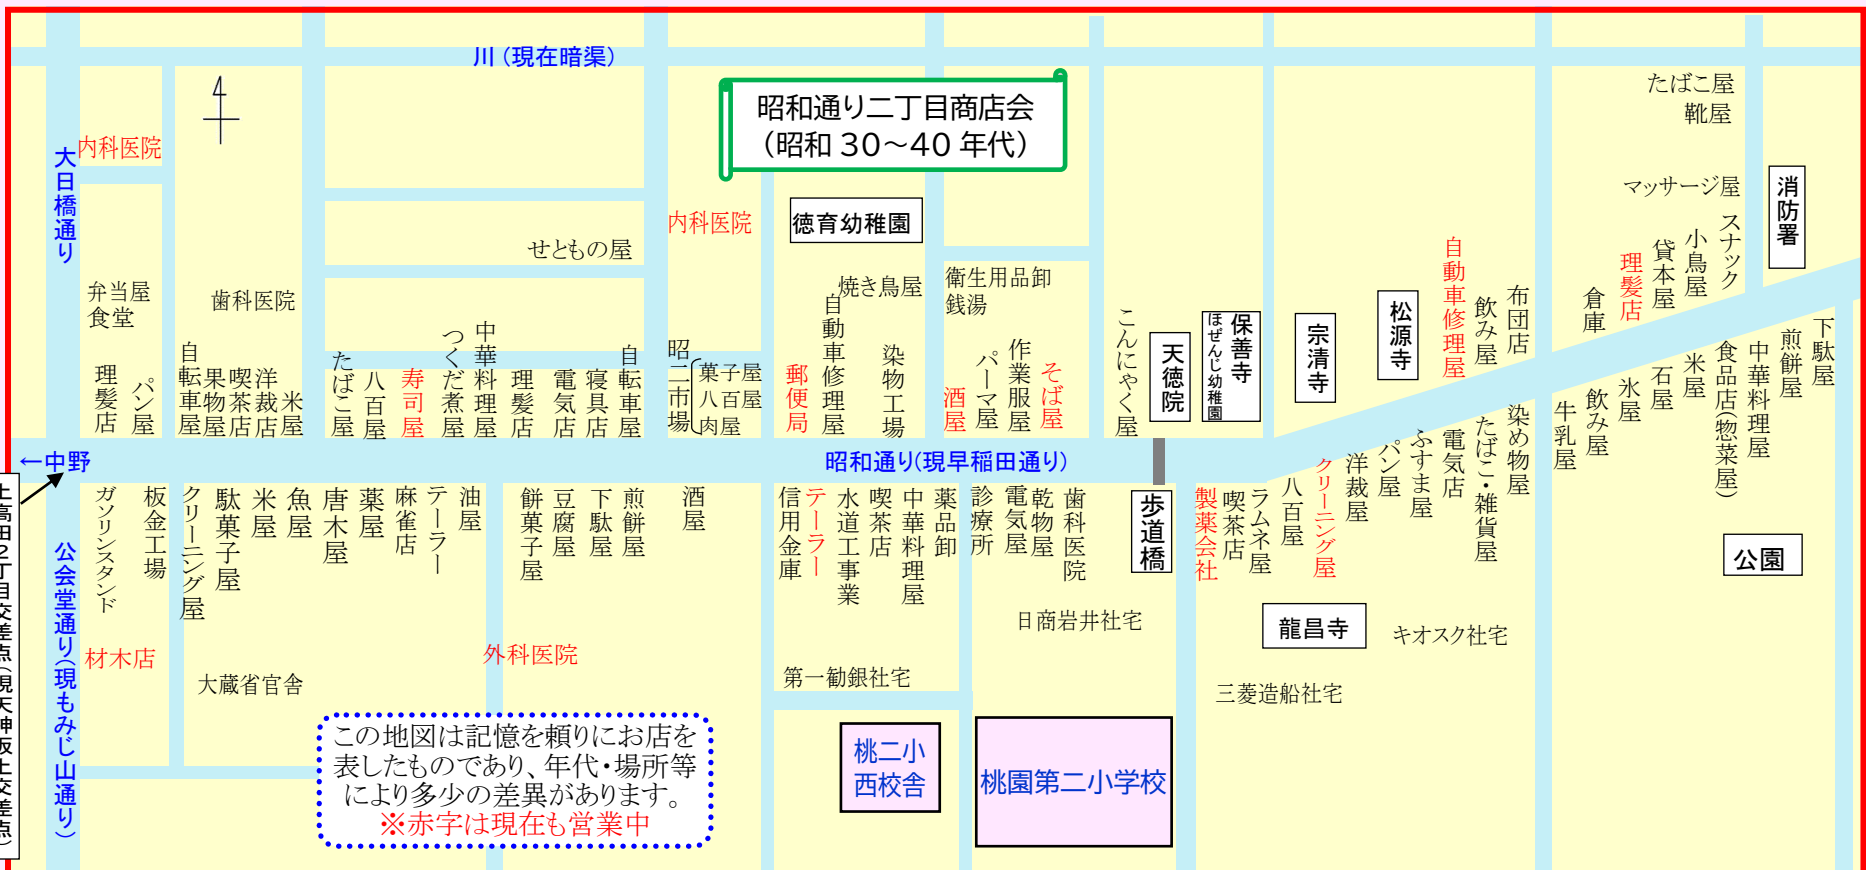 川（現在暗渠）
昭和通り二丁目商店会
（昭和30～40年代）
大日橋通り
内科医院
弁当屋
食堂
歯科医院
理髪店
パン屋
自転車屋
果物屋
喫茶店
洋裁店
米屋
せともの屋
たばこ屋
八百屋
寿司屋
つくだ煮屋
中華料理屋
理髪店
電気店
寝具店
自転車屋
内科医院
昭二市場
菓子屋
八百屋
肉屋
徳育幼稚園
郵便局
自動車修理屋
焼き鳥屋
染物工場
衛生用品卸
銭湯
酒屋
パーマ屋
作業服屋
そば屋
こんにゃく屋
天徳院
保善寺
ほぜんじ幼稚園
宗清寺
松源寺
自動車修理屋
飲み屋
布団店
倉庫
理髪店
貸本屋
小鳥屋
スナック
マッサージ屋
たばこ屋
靴屋
消防署
←中野
昭和通り（現早稲田通り）
上高田2丁目交差点（現天神坂上交差点）
公会堂通り（現もみじ山通り）
ガソリンスタンド
板金工場
クリーニング屋
駄菓子屋
米屋
魚屋
唐木屋
薬屋
麻雀店
テーラー
油屋
餅菓子屋
豆腐屋
下駄屋
煎餅屋
酒屋
材木店
大蔵省官舎
外科医院
信用金庫
テーラー
水道工事業
喫茶店
中華料理屋
薬品卸
診療所
電気屋
乾物屋
歯科医院
歩道橋
製薬会社
喫茶店
ラムネ屋
八百屋
クリーニング屋
洋裁屋
パン屋
ふすま屋
電気店
たばこ・雑貨屋
染め物屋
牛乳屋
飲み屋
氷屋
石屋
米屋
食品店（惣菜屋）
中華料理屋
煎餅屋
下駄屋
公園
日商岩井社宅
龍昌寺
キオスク社宅
第一勧銀社宅
三菱造船社宅
桃二小
西校舎
桃園第二小学校
この地図は記憶を頼りにお店を
表したものであり、年代・場所等
により多少の差異があります。
※赤字は現在も営業中